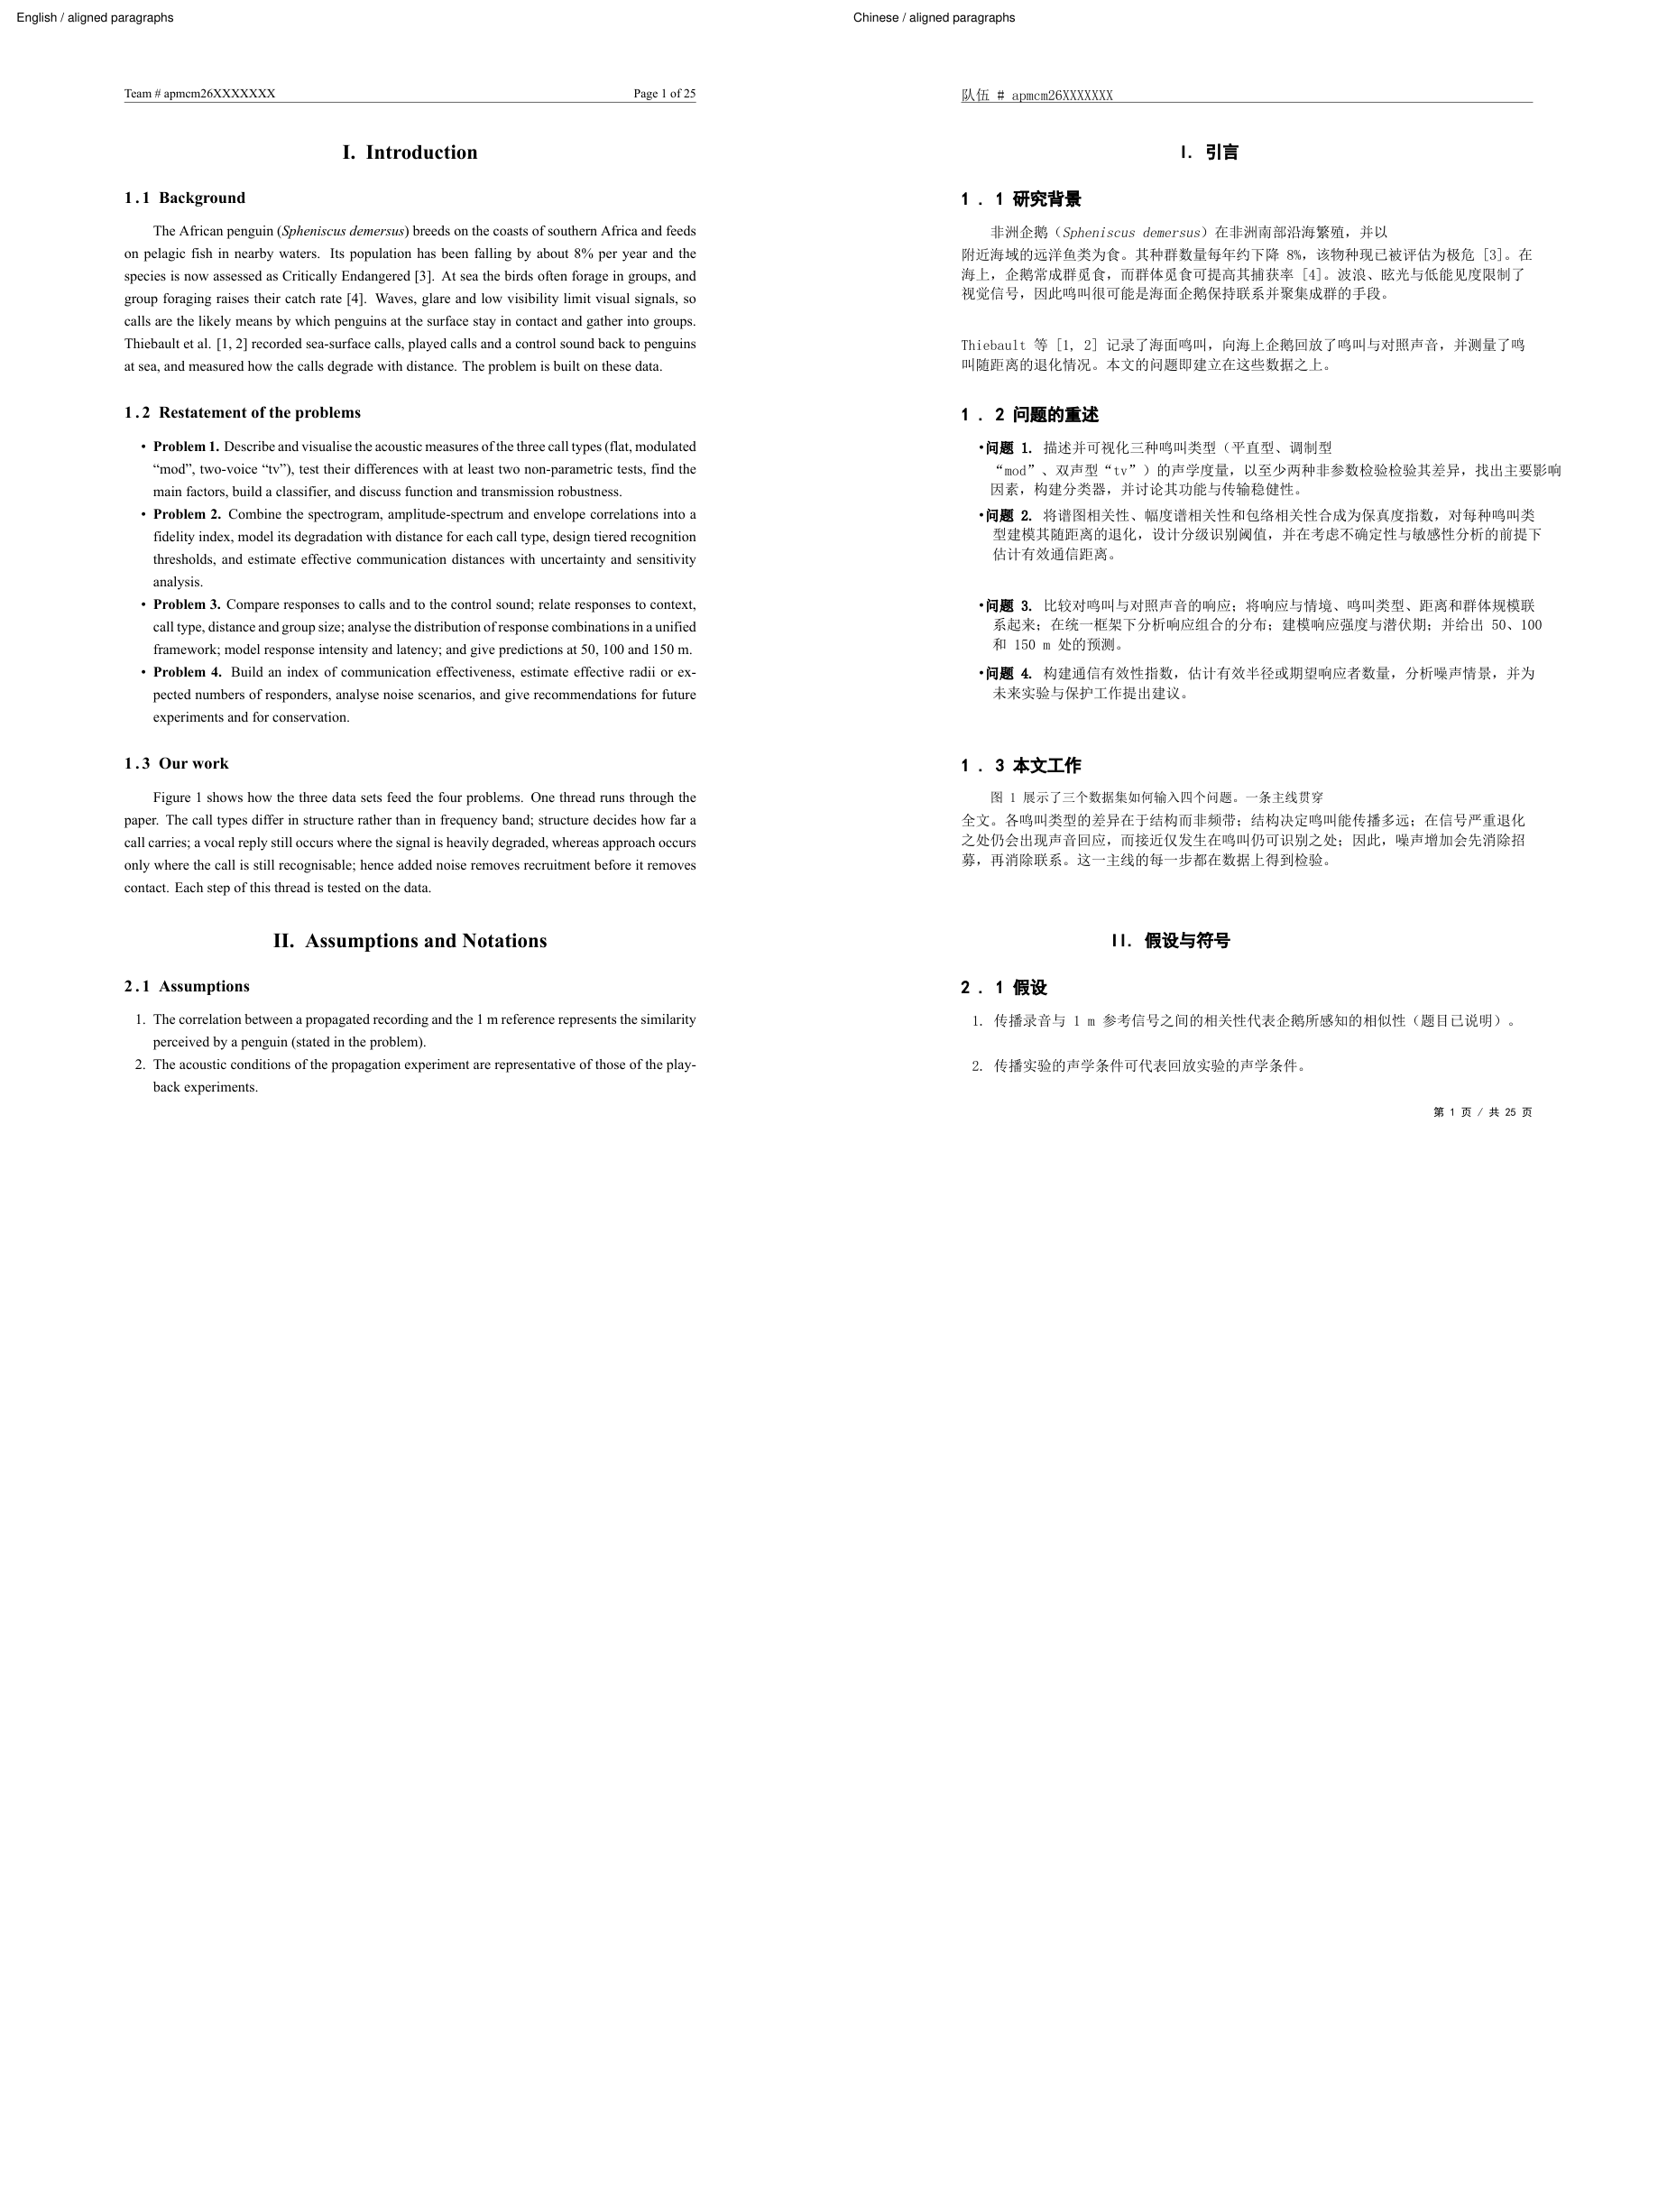 English / aligned paragraphs
Team # apmcm26XXXXXXX
Page 1 of 25
I. Introduction
1.1 Background
The African penguin (Spheniscus demersus) breeds on the coasts of southern Africa and feeds
on pelagic fish in nearby waters. Its population has been falling by about 8% per year and the
species is now assessed as Critically Endangered [3]. At sea the birds often forage in groups, and
group foraging raises their catch rate [4]. Waves, glare and low visibility limit visual signals, so
calls are the likely means by which penguins at the surface stay in contact and gather into groups.
Thiebault et al. [1, 2] recorded sea-surface calls, played calls and a control sound back to penguins
at sea, and measured how the calls degrade with distance. The problem is built on these data.
1.2 Restatement of the problems
• Problem 1. Describe and visualise the acoustic measures of the three call types (flat, modulated
“mod”, two-voice “tv”), test their differences with at least two non-parametric tests, find the
main factors, build a classifier, and discuss function and transmission robustness.
• Problem 2. Combine the spectrogram, amplitude-spectrum and envelope correlations into a
fidelity index, model its degradation with distance for each call type, design tiered recognition
thresholds, and estimate effective communication distances with uncertainty and sensitivity
analysis.
• Problem 3. Compare responses to calls and to the control sound; relate responses to context,
call type, distance and group size; analyse the distribution of response combinations in a unified
framework; model response intensity and latency; and give predictions at 50, 100 and 150 m.
• Problem 4. Build an index of communication effectiveness, estimate effective radii or ex-
pected numbers of responders, analyse noise scenarios, and give recommendations for future
experiments and for conservation.
1.3 Our work
Figure 1 shows how the three data sets feed the four problems. One thread runs through the
paper. The call types differ in structure rather than in frequency band; structure decides how far a
call carries; a vocal reply still occurs where the signal is heavily degraded, whereas approach occurs
only where the call is still recognisable; hence added noise removes recruitment before it removes
contact. Each step of this thread is tested on the data.
II. Assumptions and Notations
2.1 Assumptions
1. The correlation between a propagated recording and the 1 m reference represents the similarity
perceived by a penguin (stated in the problem).
2. The acoustic conditions of the propagation experiment are representative of those of the play-
back experiments.
Chinese / aligned paragraphs
队伍 # apmcm26XXXXXXX
I. 引言
1 . 1 研究背景
非洲企鹅（Spheniscus demersus）在非洲南部沿海繁殖，并以
附近海域的远洋鱼类为食。其种群数量每年约下降 8%，该物种现已被评估为极危 [3]。在
海上，企鹅常成群觅食，而群体觅食可提高其捕获率 [4]。波浪、眩光与低能见度限制了
视觉信号，因此鸣叫很可能是海面企鹅保持联系并聚集成群的手段。
Thiebault 等 [1, 2] 记录了海面鸣叫，向海上企鹅回放了鸣叫与对照声音，并测量了鸣
叫随距离的退化情况。本文的问题即建立在这些数据之上。
1 . 2 问题的重述
•问题 1. 描述并可视化三种鸣叫类型（平直型、调制型
“mod”、双声型“tv”）的声学度量，以至少两种非参数检验检验其差异，找出主要影响
因素，构建分类器，并讨论其功能与传输稳健性。
•问题 2. 将谱图相关性、幅度谱相关性和包络相关性合成为保真度指数，对每种鸣叫类
型建模其随距离的退化，设计分级识别阈值，并在考虑不确定性与敏感性分析的前提下
估计有效通信距离。
•问题 3. 比较对鸣叫与对照声音的响应；将响应与情境、鸣叫类型、距离和群体规模联
系起来；在统一框架下分析响应组合的分布；建模响应强度与潜伏期；并给出 50、100
和 150 m 处的预测。
•问题 4. 构建通信有效性指数，估计有效半径或期望响应者数量，分析噪声情景，并为
未来实验与保护工作提出建议。
1 . 3 本文工作
图 1 展示了三个数据集如何输入四个问题。一条主线贯穿
全文。各鸣叫类型的差异在于结构而非频带；结构决定鸣叫能传播多远；在信号严重退化
之处仍会出现声音回应，而接近仅发生在鸣叫仍可识别之处；因此，噪声增加会先消除招
募，再消除联系。这一主线的每一步都在数据上得到检验。
II. 假设与符号
2 . 1 假设
1. 传播录音与 1 m 参考信号之间的相关性代表企鹅所感知的相似性（题目已说明）。
2. 传播实验的声学条件可代表回放实验的声学条件。
第 1 页 / 共 25 页